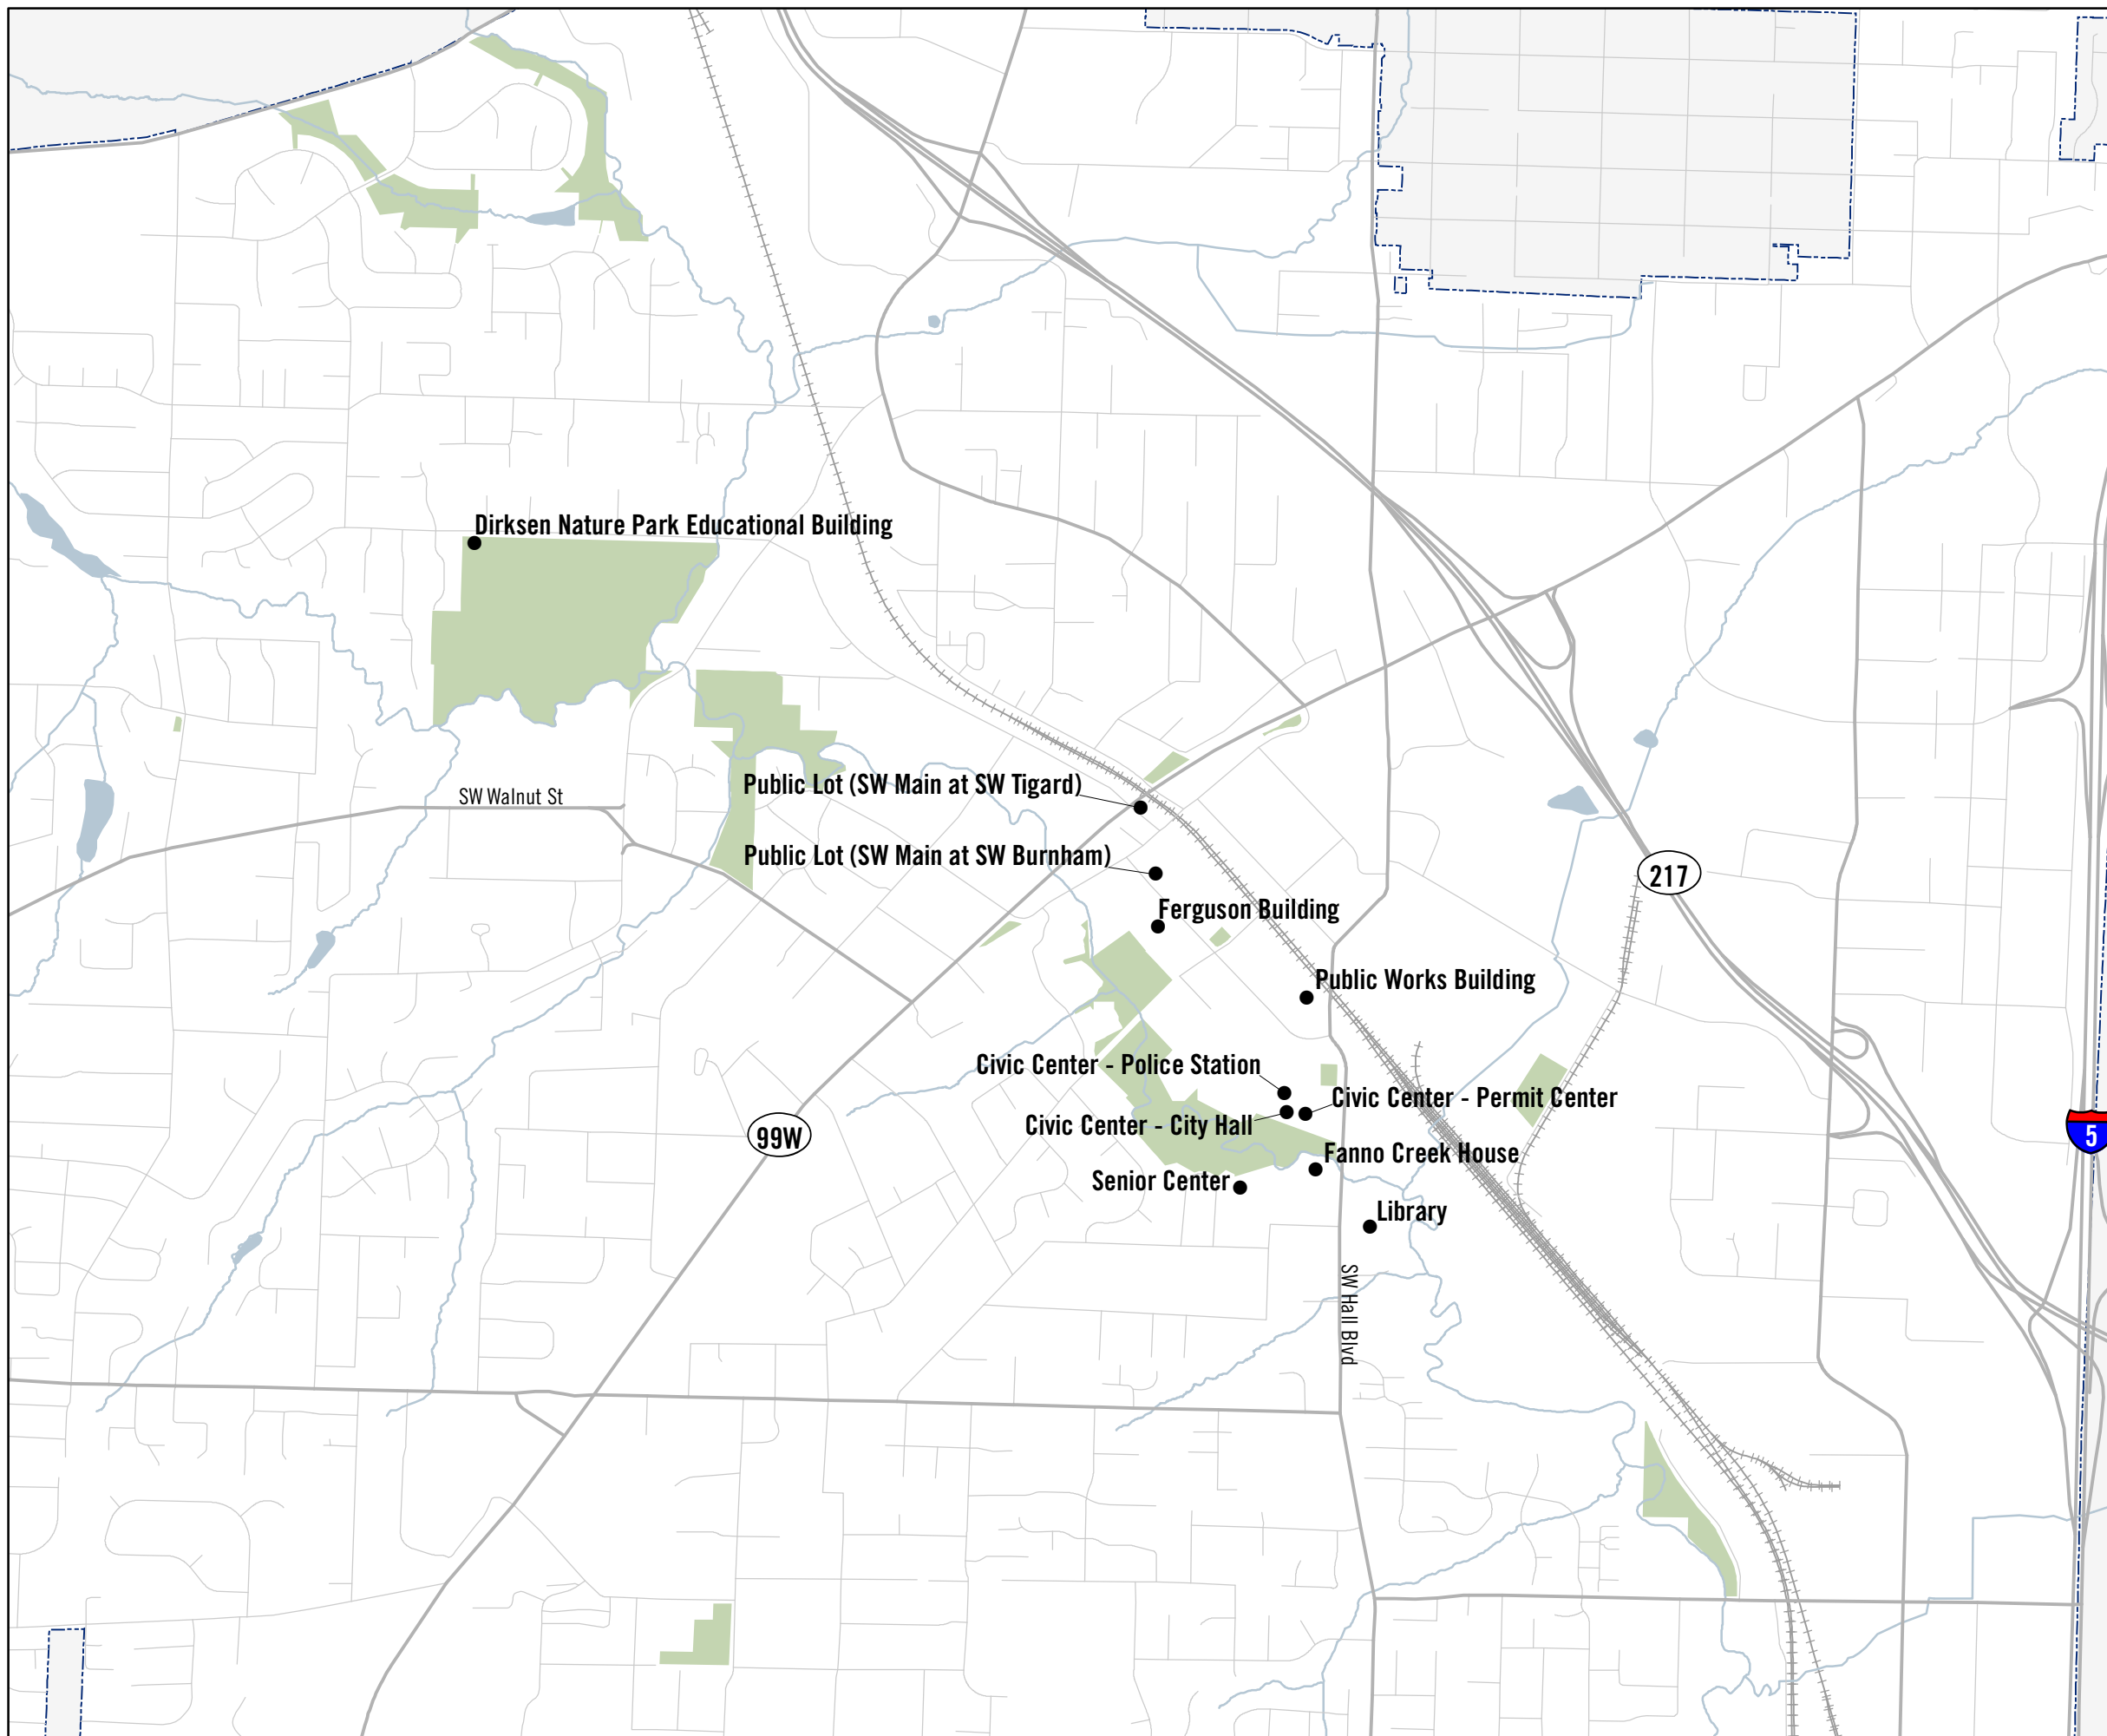 Dirksen Nature Park Educational Building
Public Lot (SW Main at SW Tigard)
SW Walnut St
Public Lot (SW Main at SW Burnham)
217
Ferguson Building
Public Works Building
Civic Center - Police Station
Civic Center - Permit Center
Civic Center - City Hall
99W
5
Fanno Creek House
Senior Center
Library
SW Hall Blvd